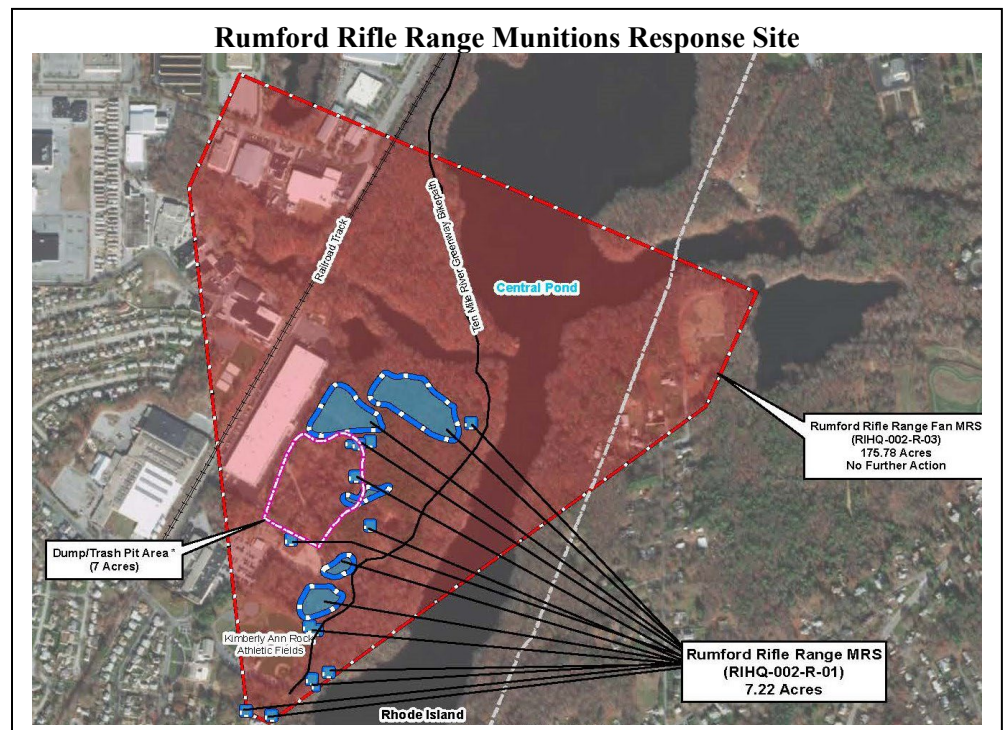 Rumford Rifle Range Munitions Response Site
Railroad Track
Ten Mile River Greenway Bikepath
Central Pond
Rumford Rifle Range Fan MRS
(RIHQ-002-R-03)
175.78 Acres
No Further Action
Dump/Trash Pit Area *
(7 Acres)
Kimberly Ann Rock
Athletic Fields
Rumford Rifle Range MRS
(RIHQ-002-R-01)
7.22 Acres
Rhode Island